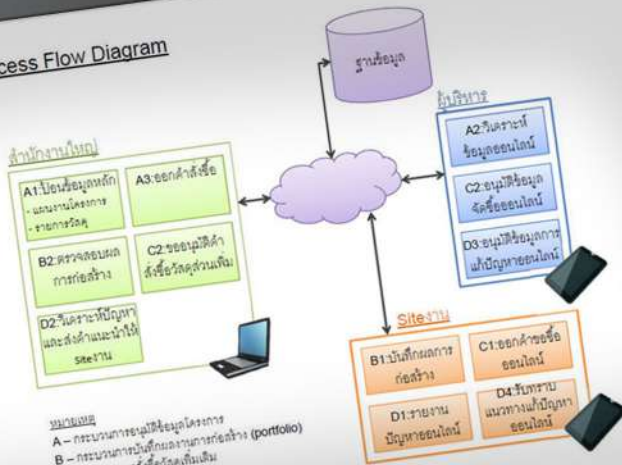 cess Flow Diagram
ฐานข้อมูล
สำนักงานใหญ่
A1:ป้อนข้อมูลหลัก
- แผนงานโครงการ
- รายการวัสดุ
A3:ออกคำสั่งซื้อ
B2:ตรวจสอบผล
การก่อสร้าง
C2:ขออนุมัติคำ
สั่งซื้อวัสดุส่วนเพิ่ม
D2:วิเคราะห์ปัญหา
และส่งคำแนะนำให้
Siteงาน
ผู้บริหาร
A2:วิเคราะห์
ข้อมูลออนไลน์
C2:อนุมัติข้อมูล
จัดซื้อออนไลน์
D3:อนุมัติข้อมูลการ
แก้ปัญหาออนไลน์
Siteงาน
B1:บันทึกผลการ
ก่อสร้าง
C1:ออกคำขอซื้อ
ออนไลน์
D1:รายงาน
ปัญหาออนไลน์
D4:รับทราบ
แนวทางแก้ปัญหา
ออนไลน์
หมายเหตุ
A – กระบวนการอนุมัติข้อมูลโครงการ
B – กระบวนการบันทึกผลงานการก่อสร้าง (portfolio)
ซื้อวัสดุเพิ่มเติม